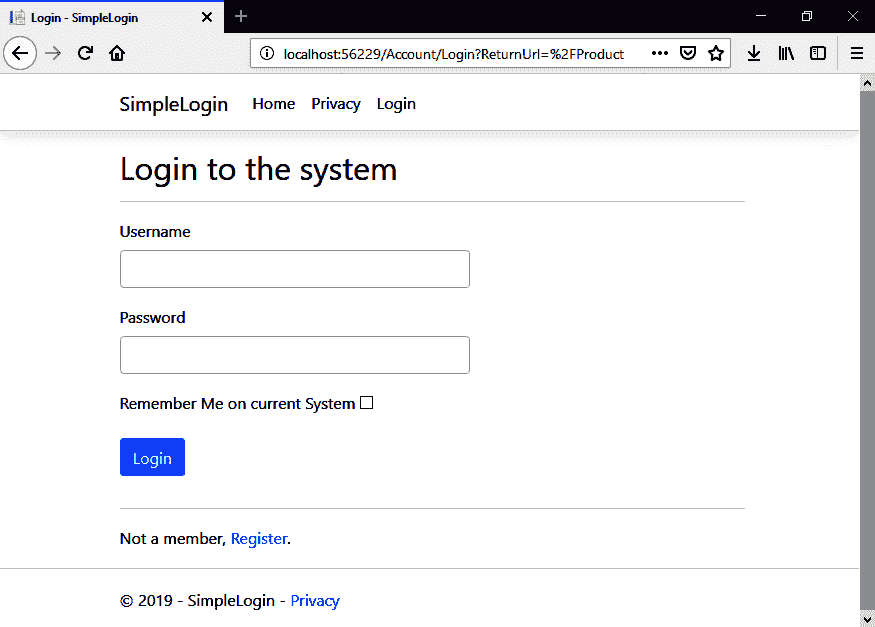 Login - SimpleLogin
localhost:56229/Account/Login?ReturnUrl=%2FProduct
SimpleLogin Home Privacy Login
Login to the system
Username
Password
Remember Me on current System
Login
Not a member, Register.
© 2019 - SimpleLogin - Privacy